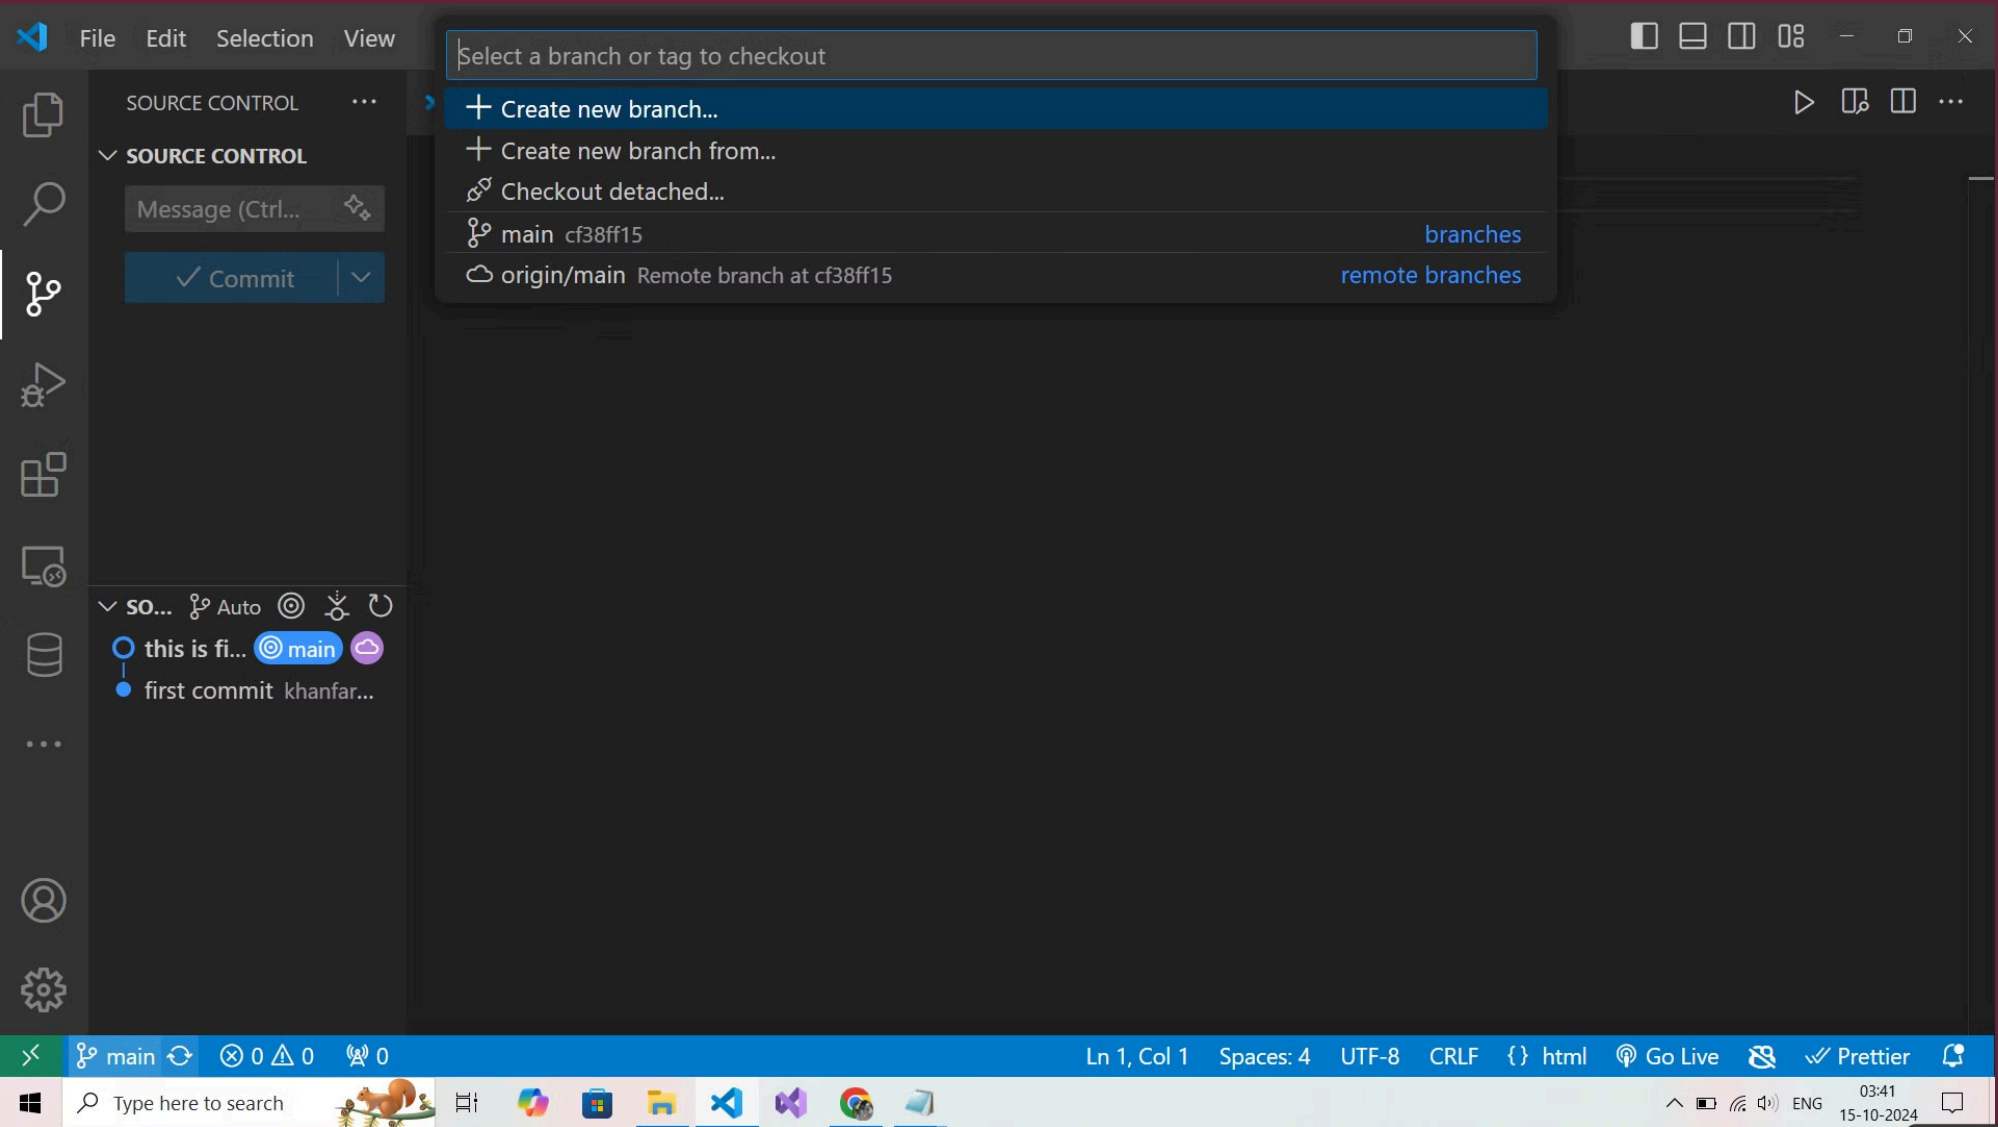 File Edit Selection View
Select a branch or tag to checkout
Create new branch...
Create new branch from...
Checkout detached...
main cf38ff15 branches
origin/main Remote branch at cf38ff15 remote branches
SOURCE CONTROL
SOURCE CONTROL
Message (Ctrl...
Commit
SO... Auto
this is fi... main
first commit khanfar...
main 0 0 0 Ln 1, Col 1 Spaces: 4 UTF-8 CRLF {} html Go Live Prettier
Type here to search ENG 03:41
15-10-2024